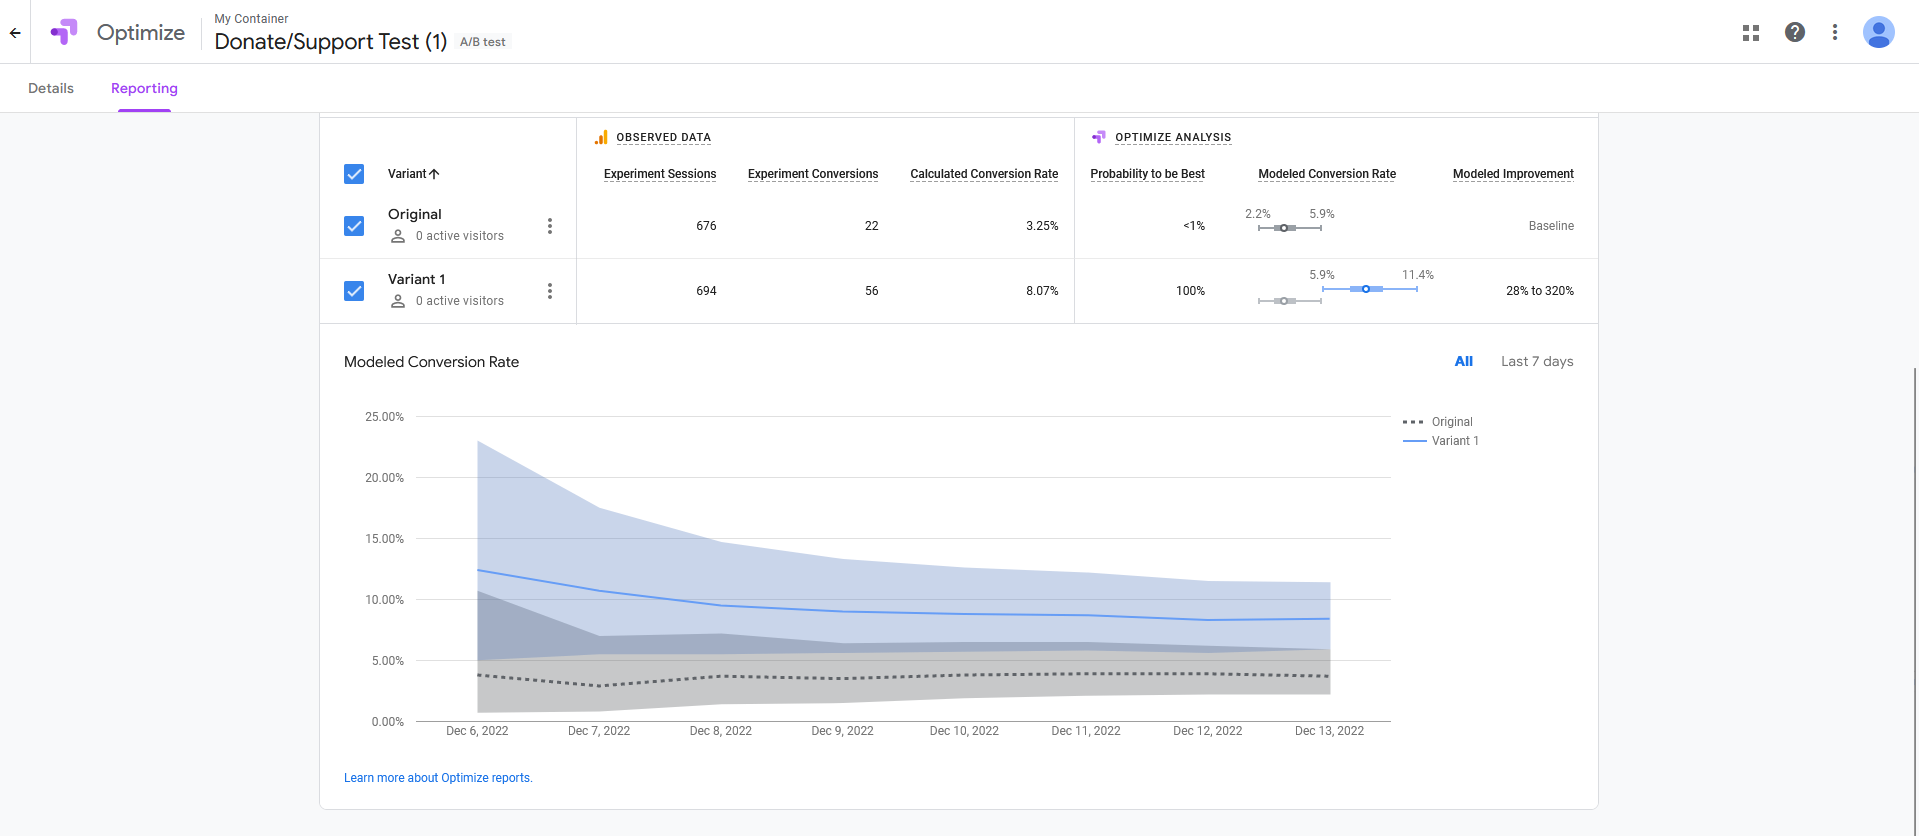 My Container
Optimize
Donate/Support Test (1) A/B test
Details Reporting
OBSERVED DATA OPTIMIZE ANALYSIS
Variant Experiment Sessions Experiment Conversions Calculated Conversion Rate Probability to be Best Modeled Conversion Rate Modeled Improvement
Original 676 22 3.25% <1% 2.2% 5.9% Baseline
0 active visitors
Variant 1 694 56 8.07% 100% 5.9% 11.4% 28% to 320%
0 active visitors
Modeled Conversion Rate All Last 7 days
25.00%
20.00%
15.00%
10.00%
5.00%
0.00%
Original
Variant 1
Dec 6, 2022 Dec 7, 2022 Dec 8, 2022 Dec 9, 2022 Dec 10, 2022 Dec 11, 2022 Dec 12, 2022 Dec 13, 2022
Learn more about Optimize reports.